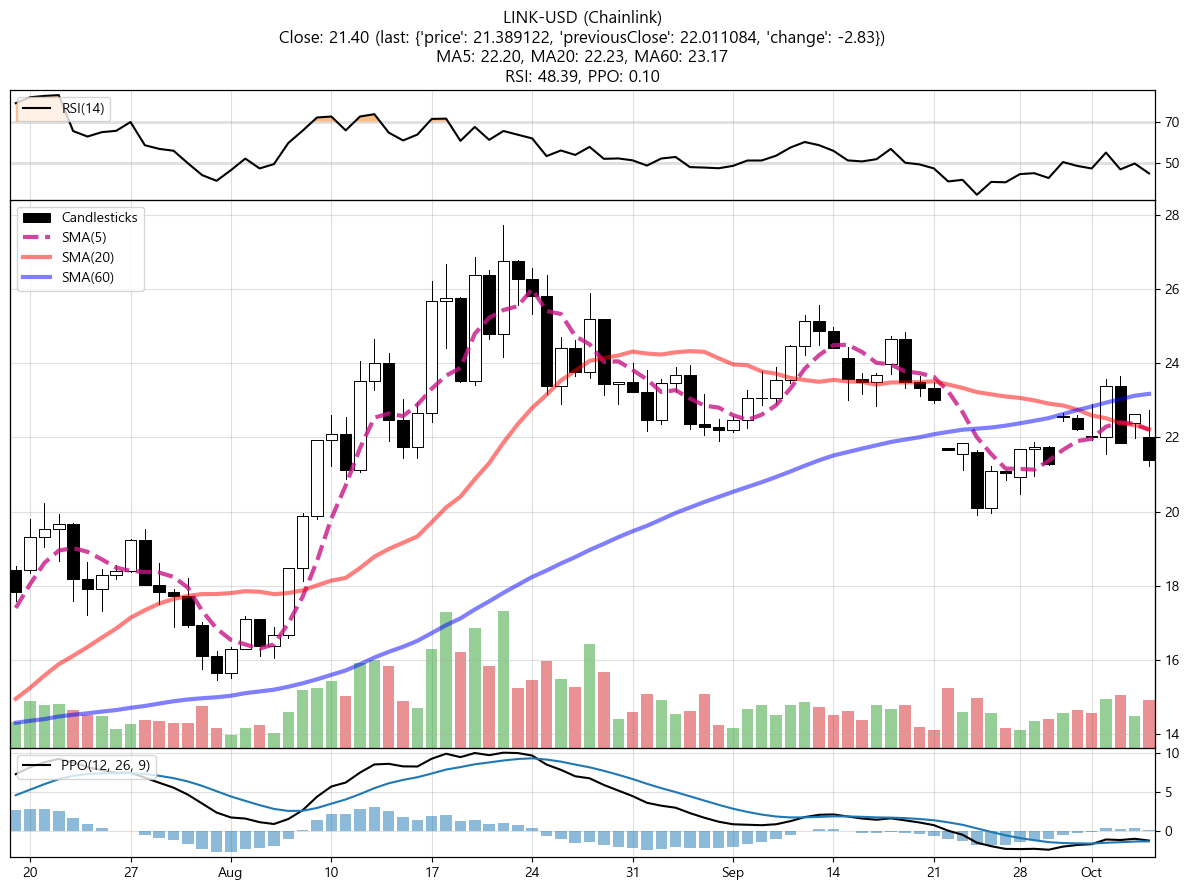 LINK-USD (Chainlink)
Close: 21.40 (last: {'price': 21.389122, 'previousClose': 22.011084, 'change': -2.83})
MA5: 22.20, MA20: 22.23, MA60: 23.17
RSI: 48.39, PPO: 0.10
RSI(14)
70
50
Candlesticks
SMA(5)
SMA(20)
SMA(60)
28
26
24
22
20
18
16
14
PPO(12, 26, 9)
10
5
0
20 27 Aug 10 17 24 31 Sep 14 21 28 Oct